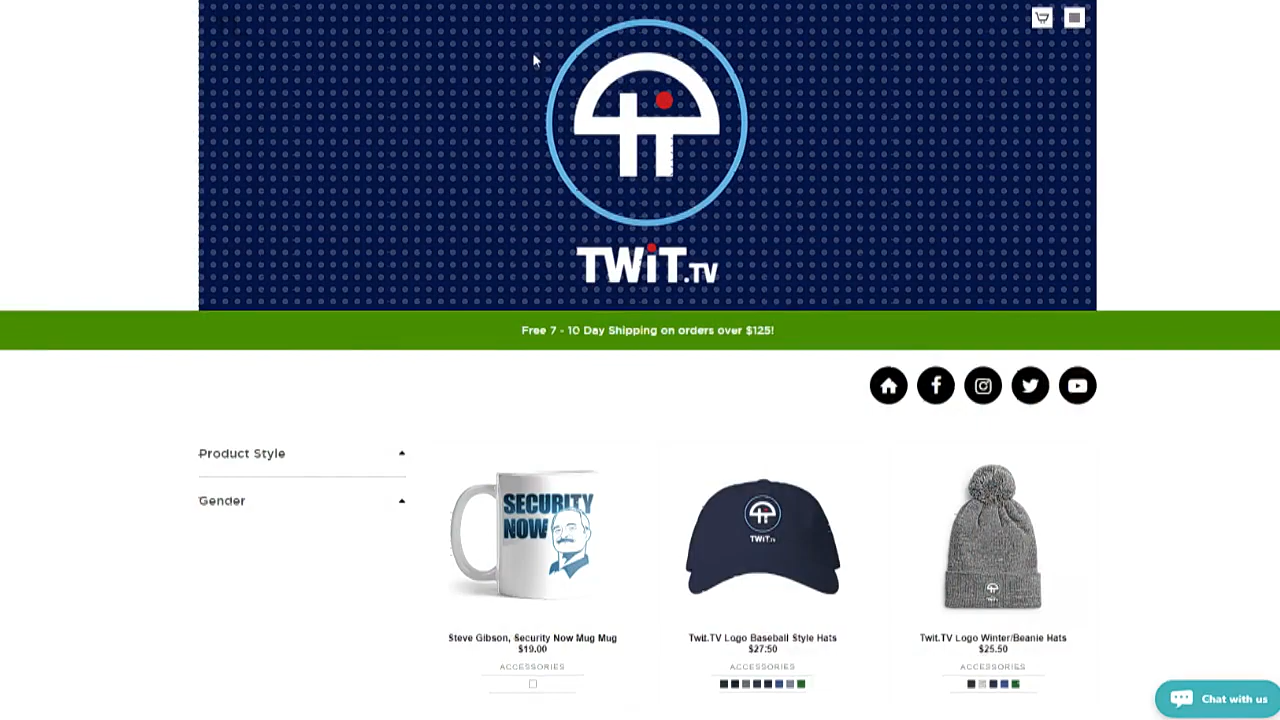 TWiT.TV
Free 7 - 10 Day Shipping on orders over $125!
Product Style
Gender
SECURITY
NOW
TWiT.TV
Steve Gibson, Security Now Mug Mug
$19.00
ACCESSORIES
Twit.TV Logo Baseball Style Hats
$27.50
ACCESSORIES
Twit.TV Logo Winter/Beanie Hats
$25.50
ACCESSORIES
Chat with us